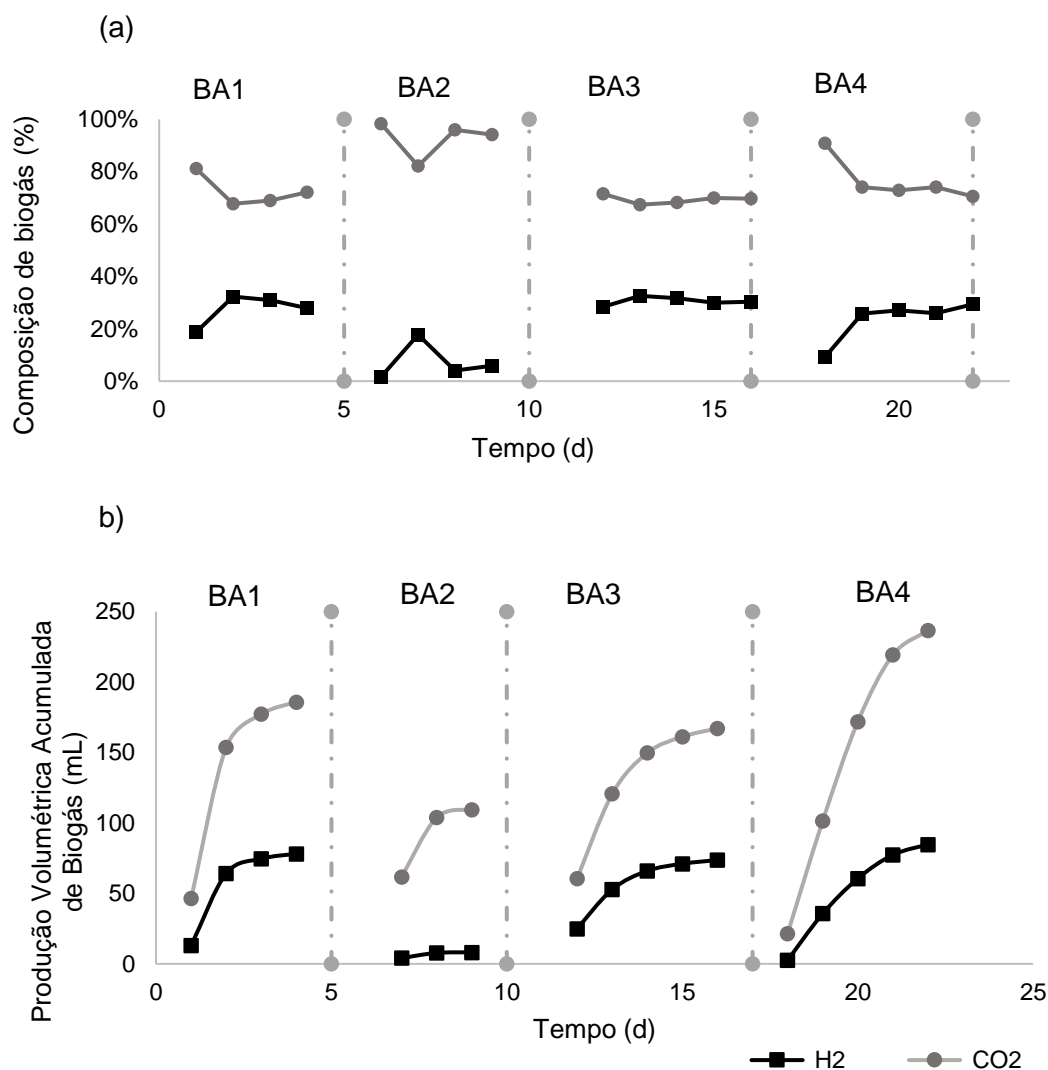 (a)
BA1 BA2 BA3 BA4
100%
80%
60%
40%
20%
0%
0 5 10 15 20
Composição de biogás (%)
Tempo (d)
b)
BA1 BA2 BA3 BA4
250
200
150
100
50
0
0 5 10 15 20 25
Produção Volumétrica Acumulada
de Biogás (mL)
Tempo (d)
H2 CO2